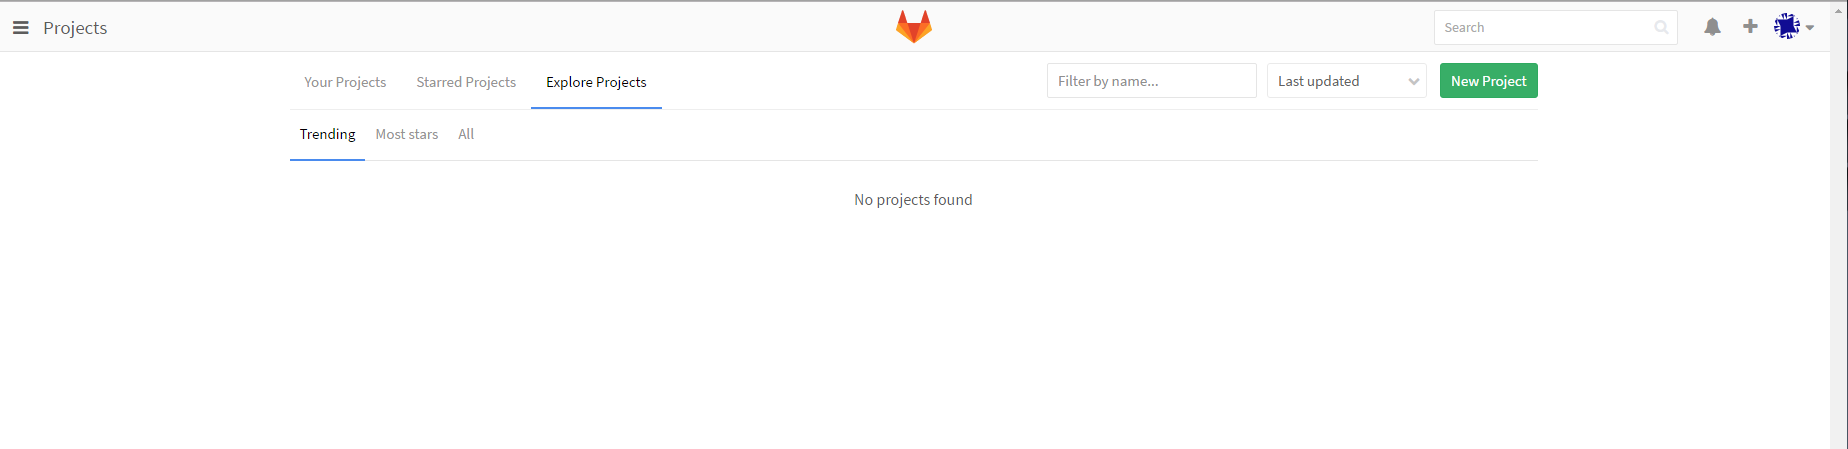 Projects
Search
Your Projects Starred Projects Explore Projects
Filter by name... Last updated New Project
Trending Most stars All
No projects found